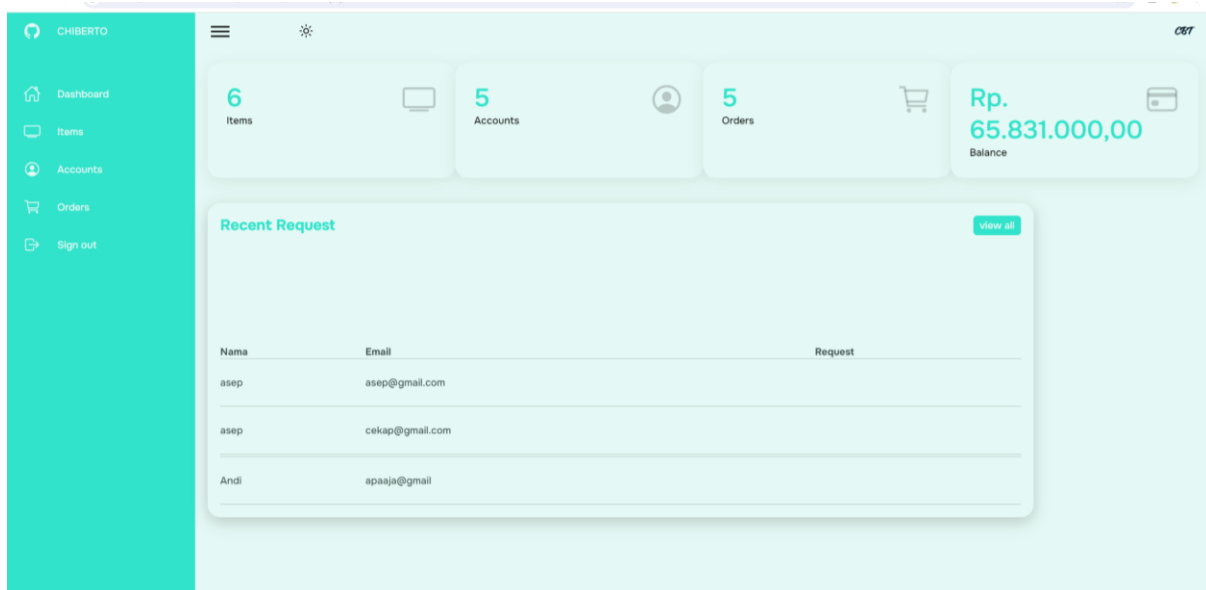 CHIBERTO
CBT
Dashboard
Items
Accounts
Orders
Sign out
6
Items
5
Accounts
5
Orders
Rp.
65.831.000,00
Balance
Recent Request
view all
Nama Email Request
asep asep@gmail.com
asep cekap@gmail.com
Andi apaaja@gmail